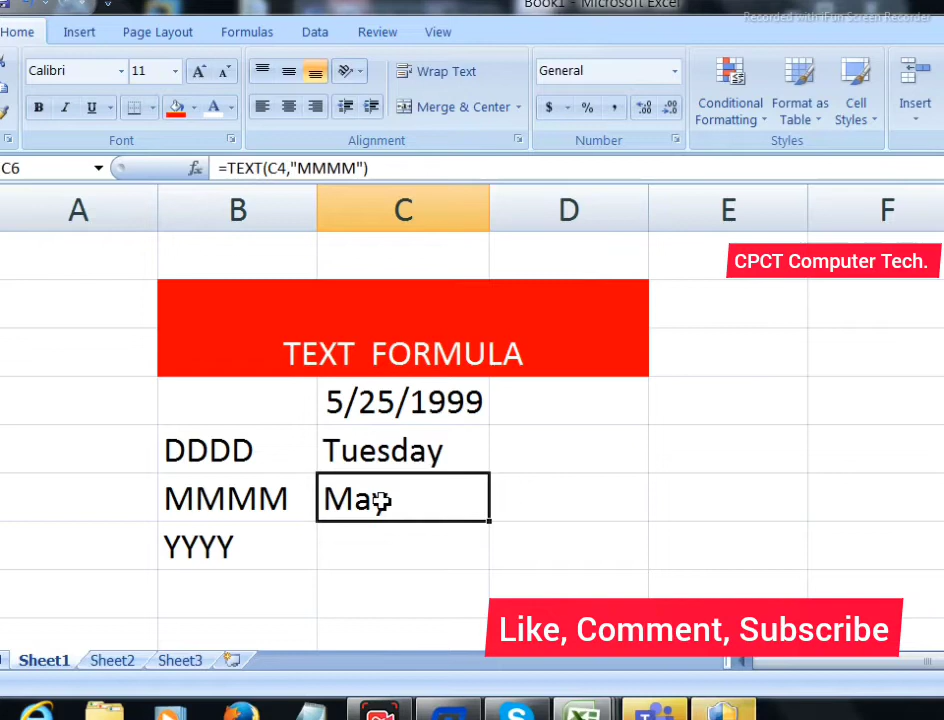 Book1 - Microsoft Excel
Recorded with iFun Screen Recorder
Home Insert Page Layout Formulas Data Review View
Calibri 11 A A Wrap Text General
B I U A Merge & Center $ % , Conditional Formatting Format as Table Cell Styles Insert
Font Alignment Number Styles
C6 fx =TEXT(C4,"MMMM")
A B C D E F
CPCT Computer Tech.
TEXT FORMULA
5/25/1999
DDDD Tuesday
MMMM May
YYYY
Like, Comment, Subscribe
Sheet1 Sheet2 Sheet3